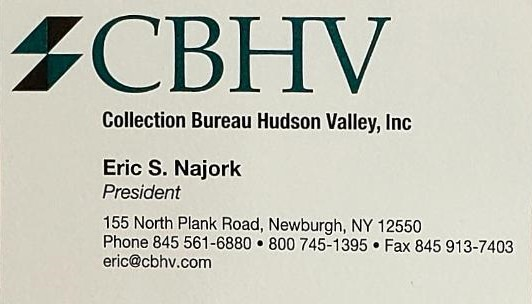 CBHV
Collection Bureau Hudson Valley, Inc
Eric S. Najork
President
155 North Plank Road, Newburgh, NY 12550
Phone 845 561-6880 • 800 745-1395 • Fax 845 913-7403
eric@cbhv.com